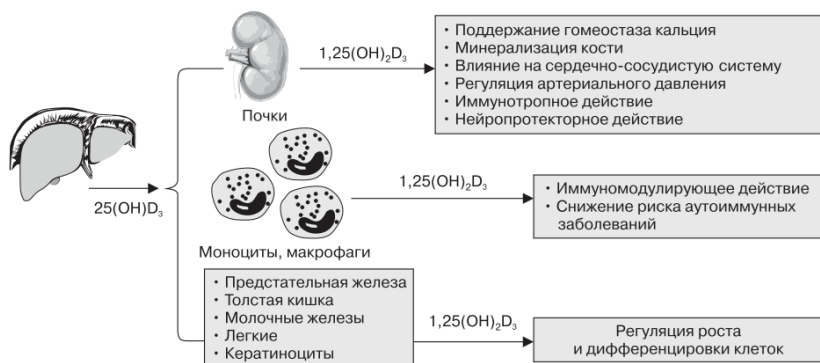 1,25(OH)₂D₃
• Поддержание гомеостаза кальция
• Минерализация кости
• Влияние на сердечно-сосудистую систему
• Регуляция артериального давления
• Иммунотропное действие
• Нейропротекторное действие
Почки
25(OH)D₃
1,25(OH)₂D₃
• Иммуномодулирующее действие
• Снижение риска аутоиммунных
заболеваний
Моноциты, макрофаги
• Предстательная железа
• Толстая кишка
• Молочные железы
• Легкие
• Кератиноциты
1,25(OH)₂D₃
Регуляция роста
и дифференцировки клеток